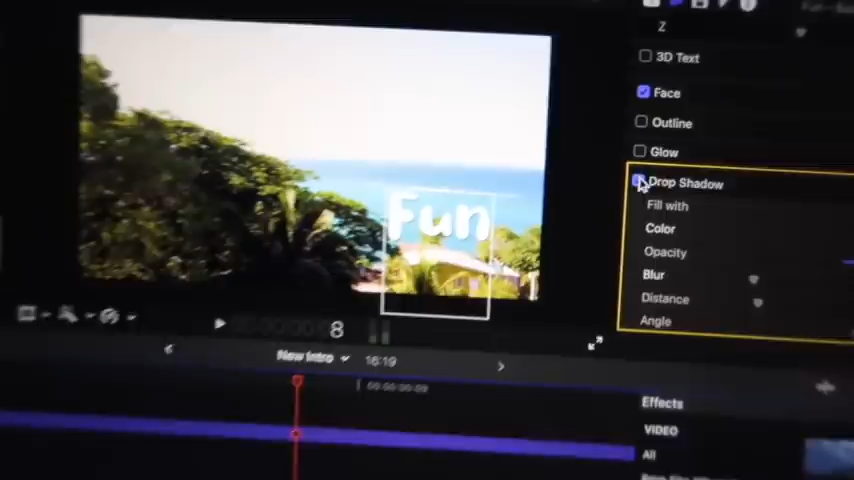 Z
3D Text
Face
Outline
Glow
Drop Shadow
Fill with
Color
Opacity
Blur
Distance
Angle
Fun
8
New Intro
16:19
Effects
VIDEO
All